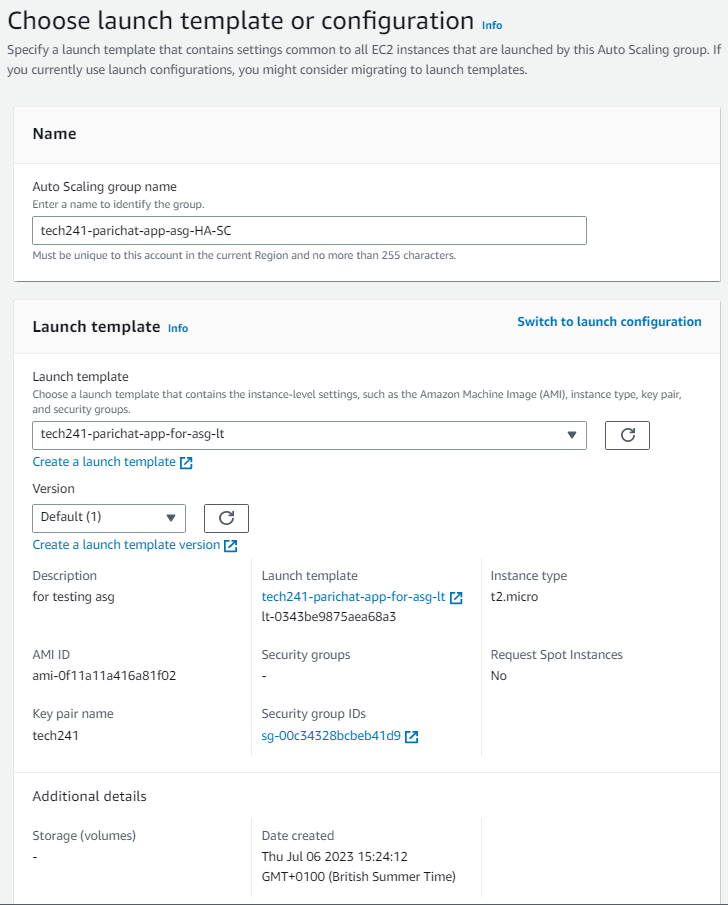 Choose launch template or configuration Info
Specify a launch template that contains settings common to all EC2 instances that are launched by this Auto Scaling group. If
you currently use launch configurations, you might consider migrating to launch templates.
Name
Auto Scaling group name
Enter a name to identify the group.
tech241-parichat-app-asg-HA-SC
Must be unique to this account in the current Region and no more than 255 characters.
Launch template Info
Switch to launch configuration
Launch template
Choose a launch template that contains the instance-level settings, such as the Amazon Machine Image (AMI), instance type, key pair,
and security groups.
tech241-parichat-app-for-asg-lt
Create a launch template
Version
Default (1)
Create a launch template version
Description
for testing asg
Launch template
tech241-parichat-app-for-asg-lt
lt-0343be9875aea68a3
Instance type
t2.micro
AMI ID
ami-0f11a11a416a81f02
Security groups
-
Request Spot Instances
No
Key pair name
tech241
Security group IDs
sg-00c34328bcbeb41d9
Additional details
Storage (volumes)
-
Date created
Thu Jul 06 2023 15:24:12
GMT+0100 (British Summer Time)